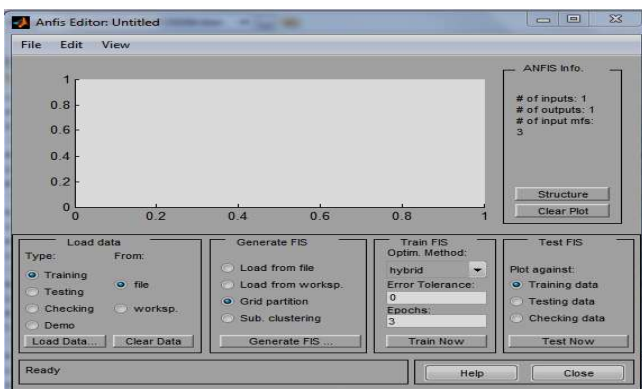 Anfis Editor: Untitled
File Edit View
ANFIS Info.
# of inputs: 1
# of outputs: 1
# of input mfs:
3
Structure
Clear Plot
1
0.8
0.6
0.4
0.2
0
0 0.2 0.4 0.6 0.8 1
Load data
Type: From:
Training
file
Testing
Checking
worksp.
Demo
Load Data... Clear Data
Generate FIS
Load from file
Load from worksp.
Grid partition
Sub. clustering
Generate FIS ...
Train FIS
Optim. Method:
hybrid
Error Tolerance:
0
Epochs:
3
Train Now
Test FIS
Plot against:
Training data
Testing data
Checking data
Test Now
Ready
Help Close